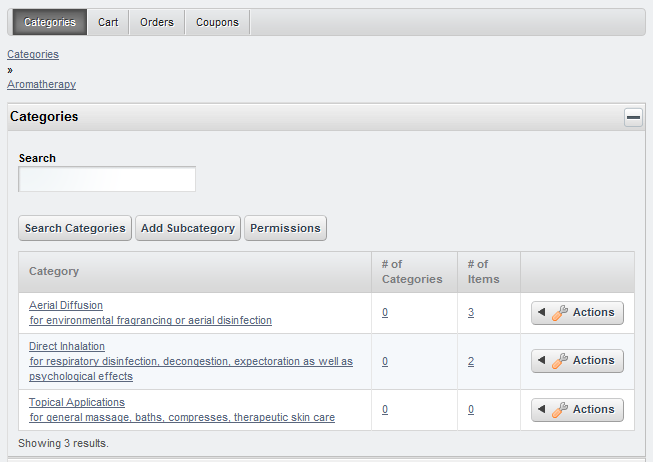 Categories Cart Orders Coupons
Categories
»
Aromatherapy
Categories
Search
Search Categories Add Subcategory Permissions
Category # of Categories # of Items
Aerial Diffusion
for environmental fragrancing or aerial disinfection 0 3 Actions
Direct Inhalation
for respiratory disinfection, decongestion, expectoration as well as
psychological effects 0 2 Actions
Topical Applications
for general massage, baths, compresses, therapeutic skin care 0 0 Actions
Showing 3 results.